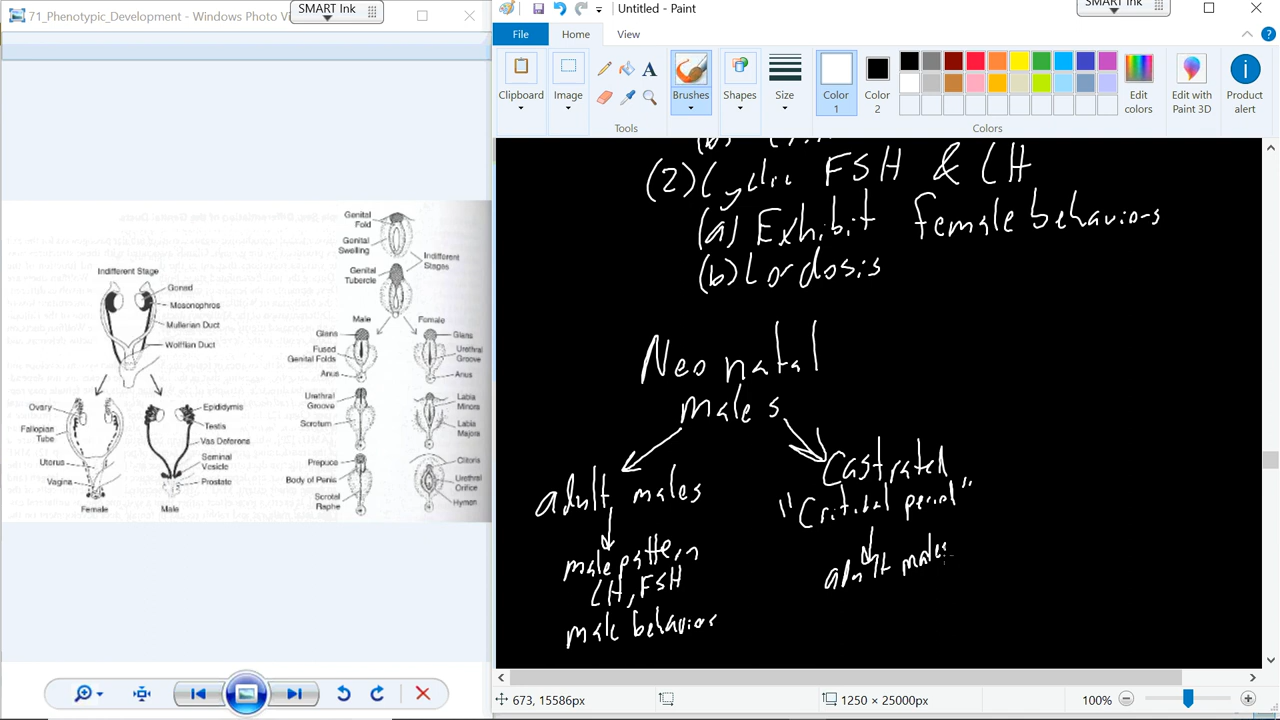 71_Phenotypic_Development - Windows Photo Vi
SMART Ink
Untitled - Paint
SMART Ink
File
Home
View
Clipboard
Image
Tools
Brushes
Shapes
Size
Color 1
Color 2
Edit colors
Edit with Paint 3D
Product alert
Colors
Genital Fold
Genital Swelling
Indifferent Stages
Genital Tubercle
Indifferent Stage
Gonad
Mesonephros
Mullerian Duct
Wolffian Duct
Male
Female
Glans
Glans
Fused Genital Folds
Urethral Groove
Anus
Anus
Urethral Groove
Labia Minora
Scrotum
Labia Majora
Prepuce
Clitoris
Body of Penis
Urethral Orifice
Scrotal Raphe
Hymen
Ovary
Epididymis
Fallopian Tube
Testis
Vas Deferens
Uterus
Seminal Vesicle
Vagina
Prostate
Female
Male
(2) Cyclic FSH & LH
(a) Exhibit female behaviors
(b) Lordosis
Neonatal
males
adult males
Castrated
"Critical period"
male pattern
LH, FSH
male behavior
adult males
673, 15586px
1250 × 25000px
100%